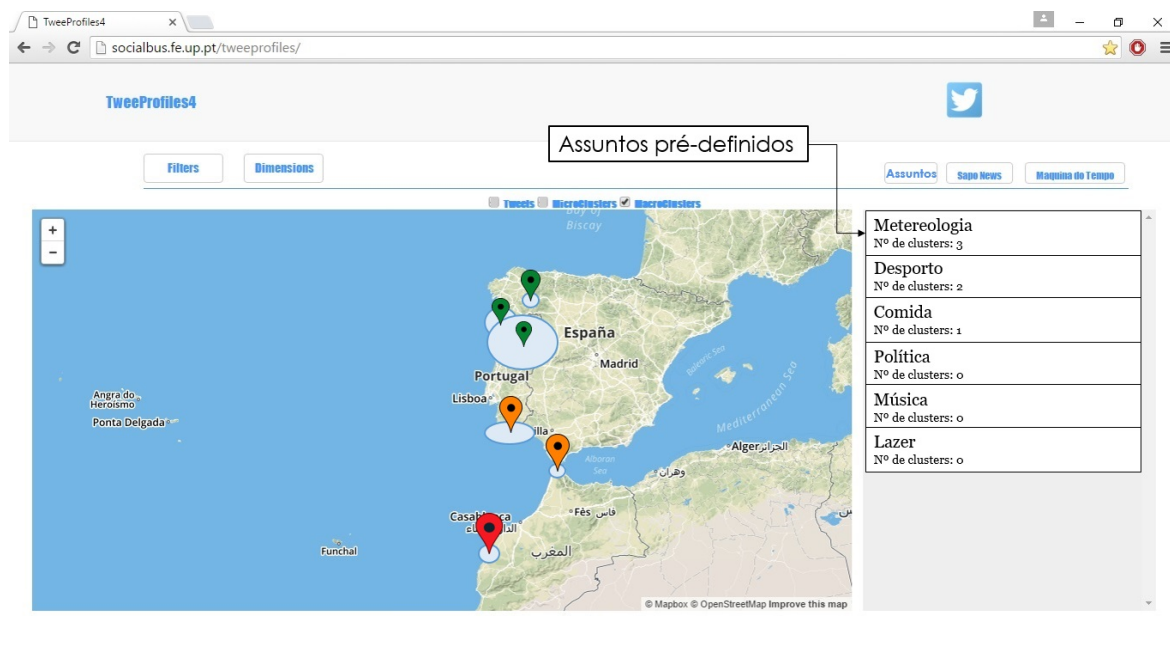 TweeProfiles4
socialbus.fe.up.pt/tweeprofiles/
TweeProfiles4
Assuntos pré-definidos
Filters
Dimensions
Assuntos
Sapo News
Maquina do Tempo
Tweets MicroClusters MacroClusters
+
−
Bay of
Biscay
España
Madrid
Portugal
Lisboa
illa
Balearic Sea
Mediterranean Sea
Angra do
Heroísmo
Ponta Delgada
Alboran
Sea
Alger الجزائر
وهران
Fès فاس
Casab ca
المغرب
Funchal
© Mapbox © OpenStreetMap Improve this map
Metereologia
Nº de clusters: 3
Desporto
Nº de clusters: 2
Comida
Nº de clusters: 1
Política
Nº de clusters: 0
Música
Nº de clusters: 0
Lazer
Nº de clusters: 0